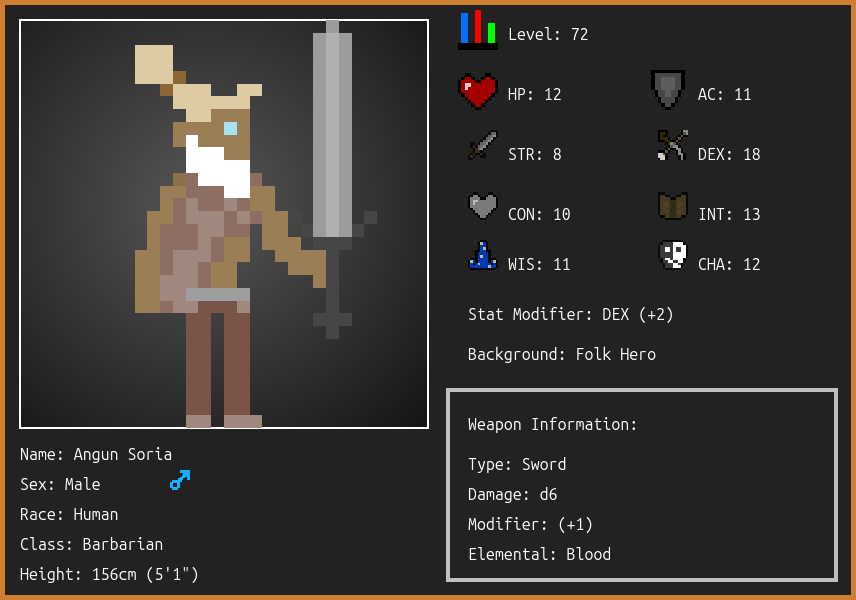 Level: 72
HP: 12 AC: 11
STR: 8 DEX: 18
CON: 10 INT: 13
WIS: 11 CHA: 12
Stat Modifier: DEX (+2)
Background: Folk Hero
Weapon Information:
Type: Sword
Damage: d6
Modifier: (+1)
Elemental: Blood
Name: Angun Soria
Sex: Male
Race: Human
Class: Barbarian
Height: 156cm (5'1")